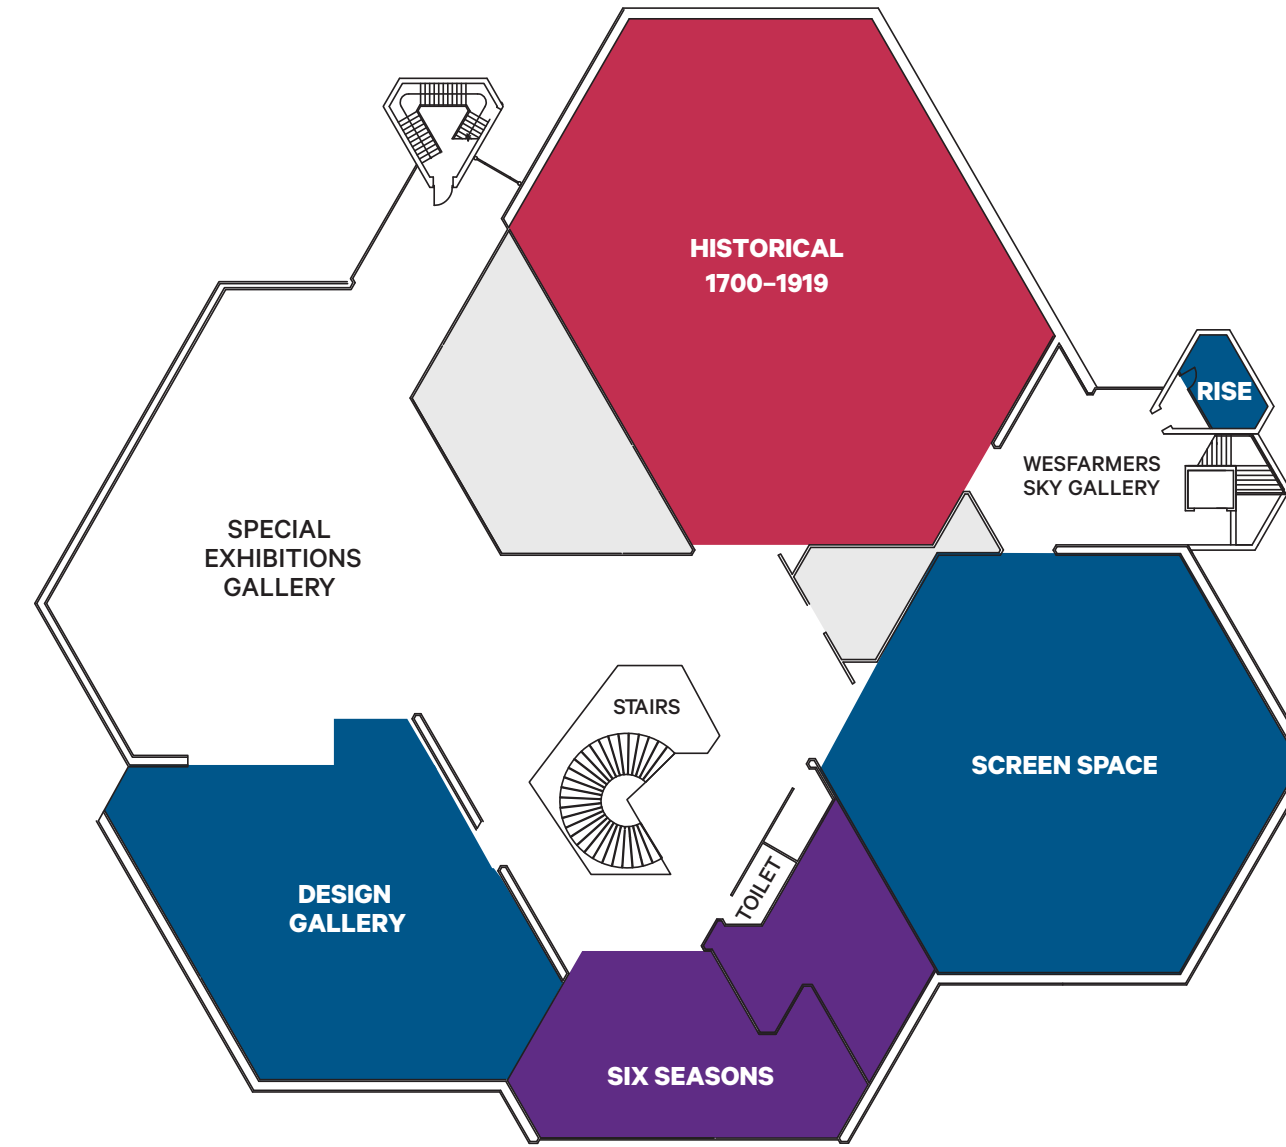 HISTORICAL
1700–1919
RISE
WESFARMERS
SKY GALLERY
SPECIAL
EXHIBITIONS
GALLERY
STAIRS
SCREEN SPACE
TOILET
DESIGN
GALLERY
SIX SEASONS